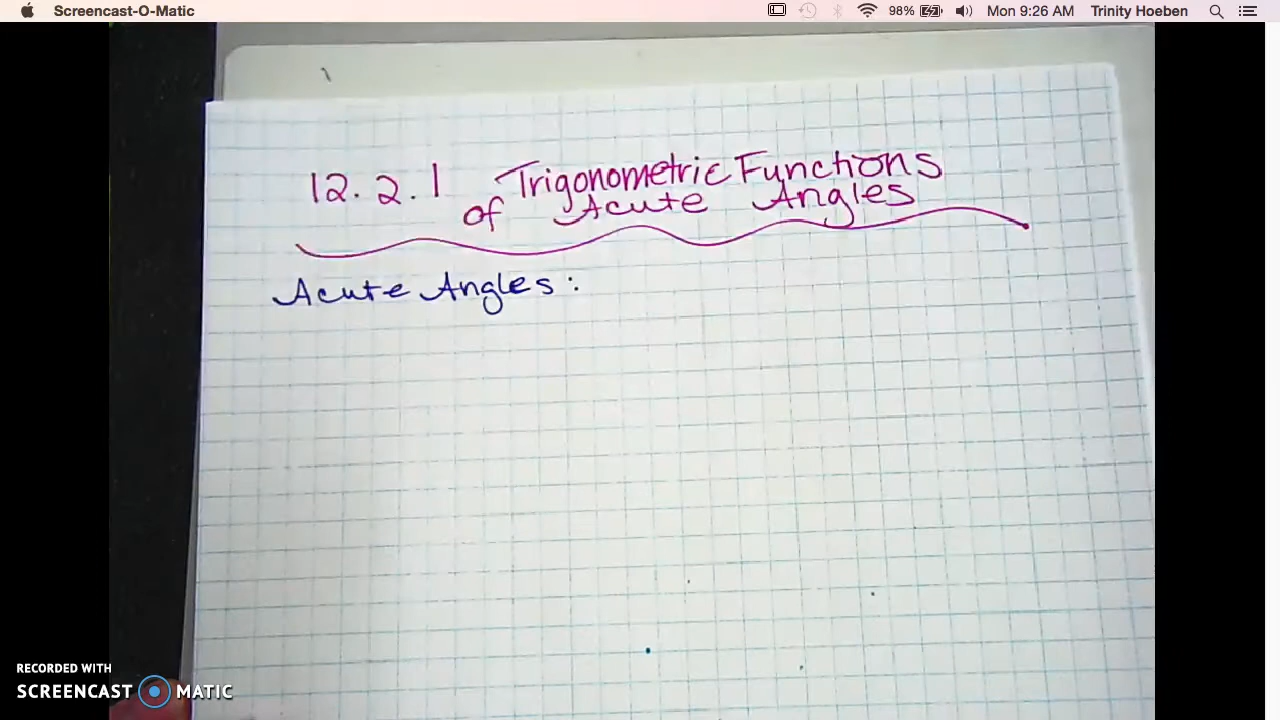 Screencast-O-Matic
98%
Mon 9:26 AM
Trinity Hoeben
12.2.1 Trigonometric Functions
of Acute Angles
Acute Angles:
RECORDED WITH
SCREENCAST MATIC